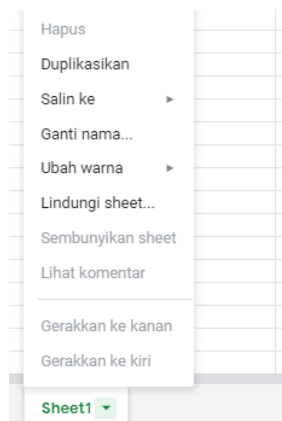 Hapus
Duplikasikan
Salin ke
Ganti nama...
Ubah warna
Lindungi sheet...
Sembunyikan sheet
Lihat komentar
Gerakkan ke kanan
Gerakkan ke kiri
Sheet1